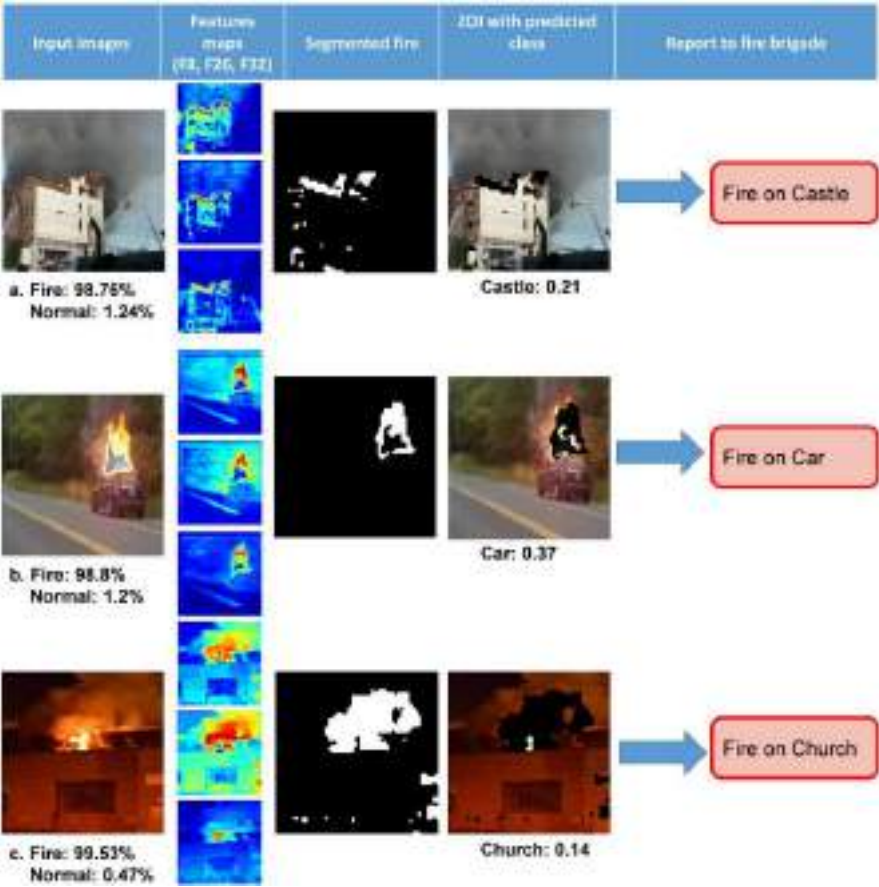 Input images
Features
maps
(F8, F26, F32)
Segmented fire
ZOI with predicted
class
Report to fire brigade
a. Fire: 98.76%
Normal: 1.24%
Castle: 0.21
Fire on Castle
b. Fire: 98.8%
Normal: 1.2%
Car: 0.37
Fire on Car
c. Fire: 99.53%
Normal: 0.47%
Church: 0.14
Fire on Church